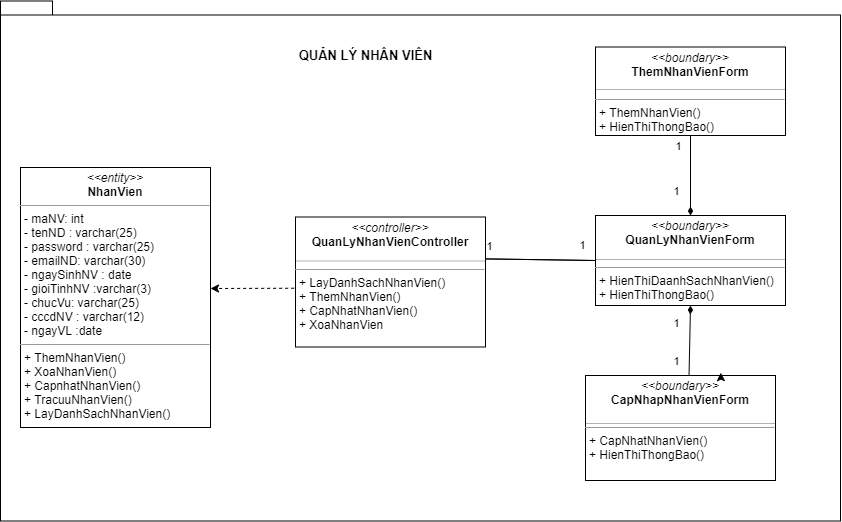 QUẢN LÝ NHÂN VIÊN
<<boundary>>
ThemNhanVienForm
+ ThemNhanVien()
+ HienThiThongBao()
1
1
<<entity>>
NhanVien
- maNV: int
- tenND : varchar(25)
- password : varchar(25)
- emailND: varchar(30)
- ngaySinhNV : date
- gioiTinhNV :varchar(3)
- chucVu: varchar(25)
- cccdNV : varchar(12)
- ngayVL :date
+ ThemNhanVien()
+ XoaNhanVien()
+ CapnhatNhanVien()
+ TracuuNhanVien()
+ LayDanhSachNhanVien()
<<controller>>
QuanLyNhanVienController
+ LayDanhSachNhanVien()
+ ThemNhanVien()
+ CapNhatNhanVien()
+ XoaNhanVien
1
1
<<boundary>>
QuanLyNhanVienForm
+ HienThiDaanhSachNhanVien()
+ HienThiThongBao()
1
1
<<boundary>>
CapNhapNhanVienForm
+ CapNhatNhanVien()
+ HienThiThongBao()